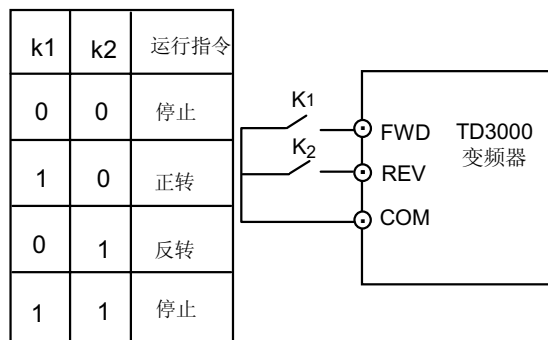 k1 k2 运行指令
0 0 停止
1 0 正转
0 1 反转
1 1 停止
K1
K2
FWD
REV
COM
TD3000
变频器